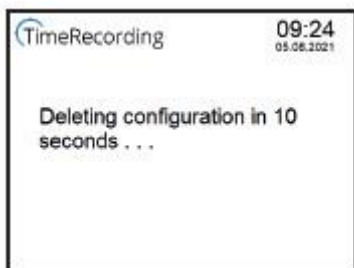 TimeRecording
09:24
05.08.2021
Deleting configuration in 10
seconds . . .